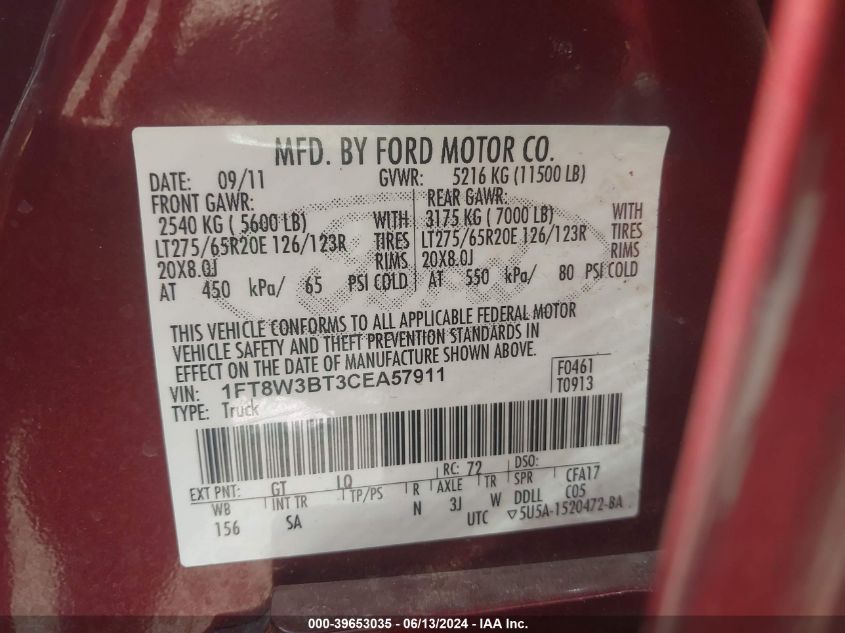 MFD. BY FORD MOTOR CO.
DATE: 09/11 GVWR: 5216 KG (11500 LB)
FRONT GAWR: REAR GAWR:
2540 KG ( 5600 LB) WITH 3175 KG ( 7000 LB) WITH
LT275/65R20E 126/123R TIRES LT275/65R20E 126/123R TIRES
20X8.0J RIMS 20X8.0J RIMS
AT 450 kPa/ 65 PSI COLD AT 550 kPa/ 80 PSI COLD
THIS VEHICLE CONFORMS TO ALL APPLICABLE FEDERAL MOTOR
VEHICLE SAFETY AND THEFT PREVENTION STANDARDS IN
EFFECT ON THE DATE OF MANUFACTURE SHOWN ABOVE.
VIN: 1FT8W3BT3CEA57911 F0461
TYPE: Truck T0913
EXT PNT: GT LQ RC: 72 DSO:
WB INT TR TP/PS R AXLE TR SPR CFA17
156 SA N 3J W DDLL C05
UTC ▽5U5A-1520472-BA
000-39653035 - 06/13/2024 - IAA, Inc.